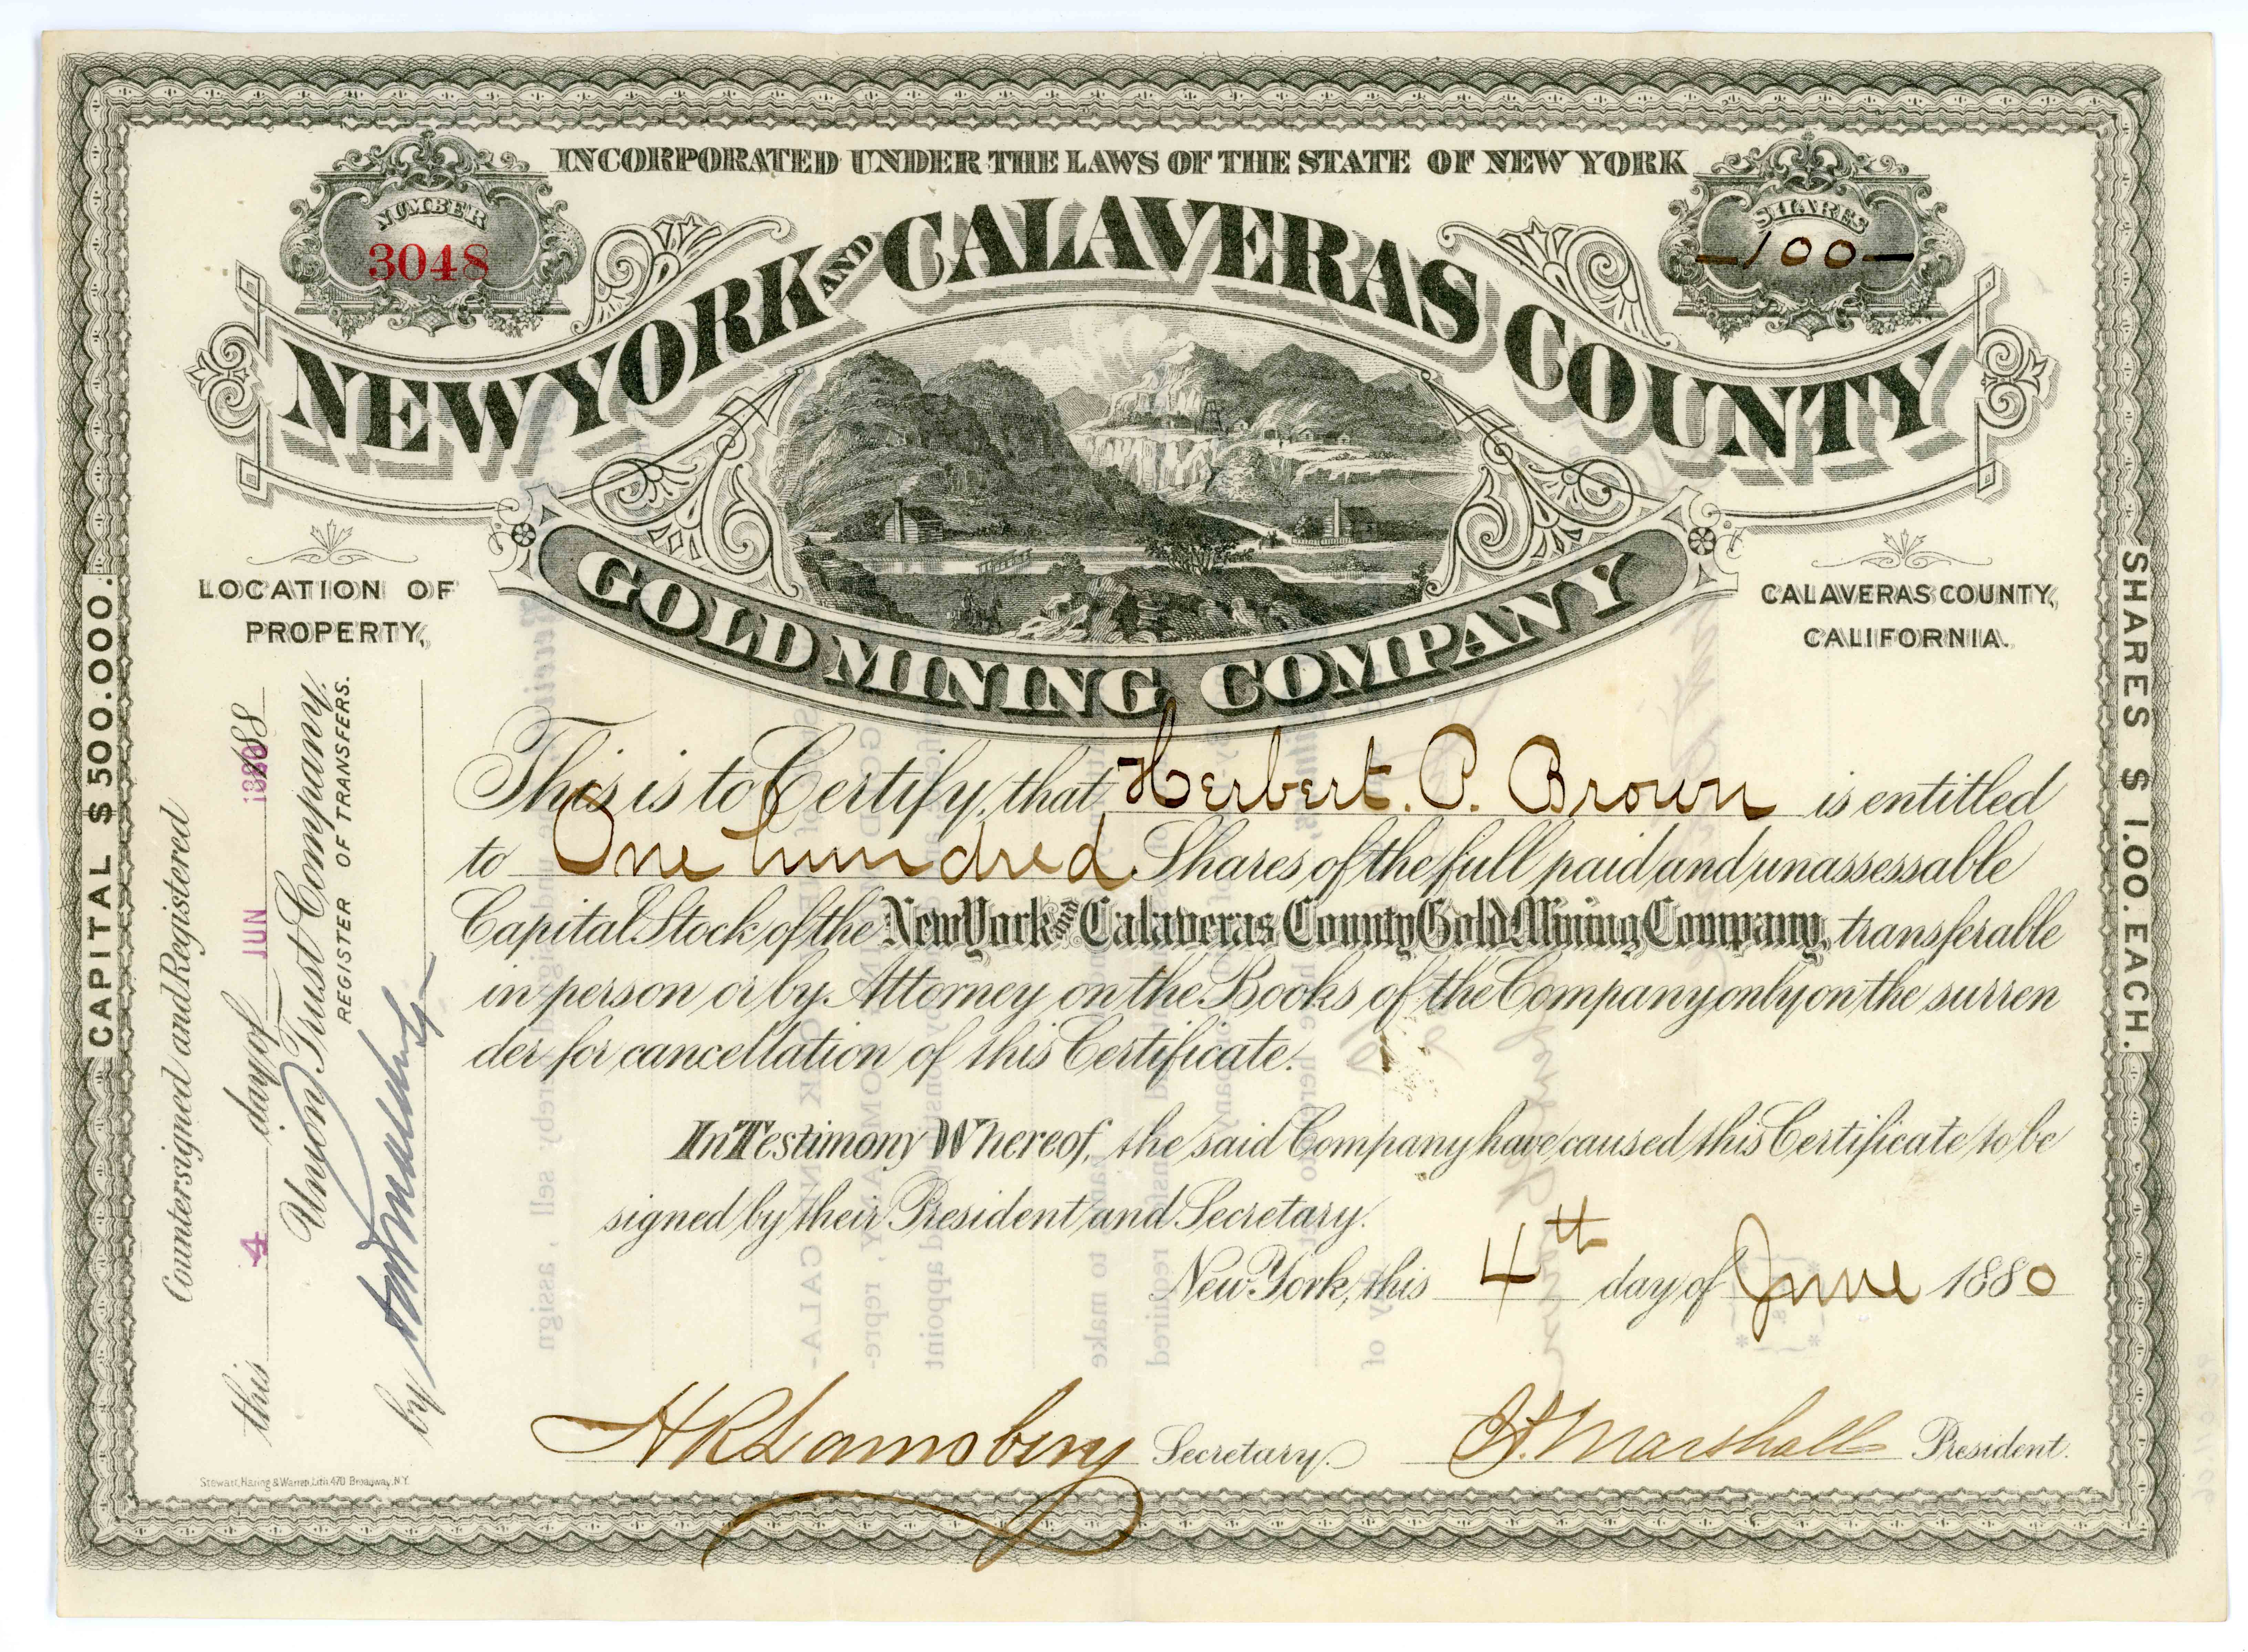 INCORPORATED UNDER THE LAWS OF THE STATE OF NEW YORK
NUMBER
3048
SHARES
—100—
NEW YORK AND CALAVERAS COUNTY
GOLD MINING COMPANY
LOCATION OF
PROPERTY,
CALAVERAS COUNTY,
CALIFORNIA.
CAPITAL $500.000.
SHARES $1.00. EACH.
Countersigned and Registered
this 4 day of JUN 1880
Union Trust Company.
REGISTER OF TRANSFERS.
by
This is to Certify, that Herbert. P. Brown is entitled
to One hundred Shares of the full paid and unassessable
Capital Stock of the New York and Calaveras County Gold Mining Company, transferable
in person or by Attorney on the Books of the Company only on the surren
der for cancellation of this Certificate.
In Testimony Whereof, the said Company have caused this Certificate to be
signed by their President and Secretary.
New York, this 4th day of June 1880
Secretary.
Marshall President.
Stewart, Haring & Warren, Lith. 470 Broadway, N.Y.